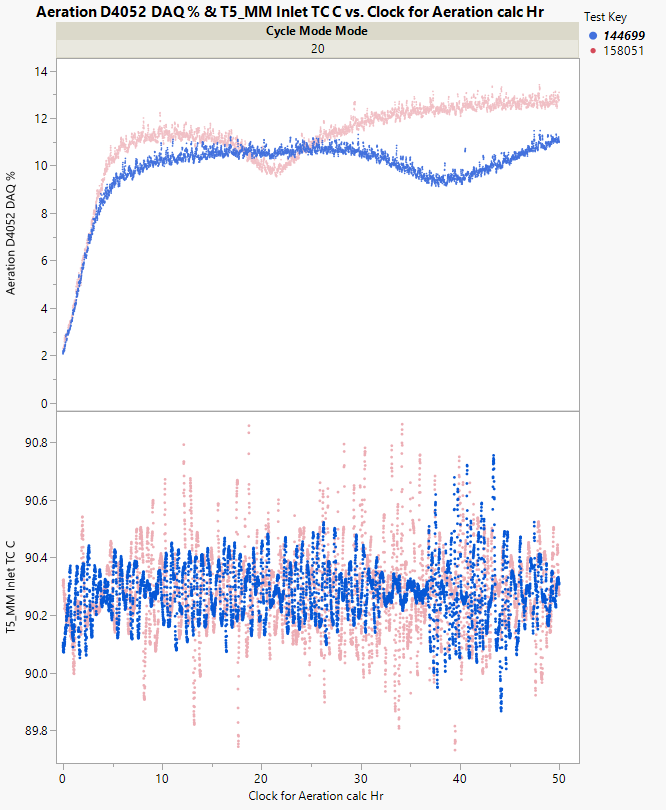 Aeration D4052 DAQ % & T5_MM Inlet TC C vs. Clock for Aeration calc Hr
Test Key
144699
158051
Cycle Mode Mode
20
14
12
10
8
6
4
2
0
Aeration D4052 DAQ %
90.8
90.6
90.4
90.2
90.0
89.8
T5_MM Inlet TC C
0 10 20 30 40 50
Clock for Aeration calc Hr